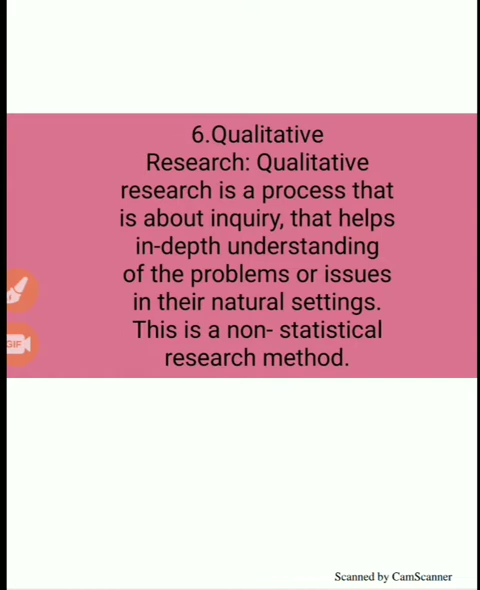 6.Qualitative
Research: Qualitative
research is a process that
is about inquiry, that helps
in-depth understanding
of the problems or issues
in their natural settings.
This is a non- statistical
research method.
GIF
Scanned by CamScanner